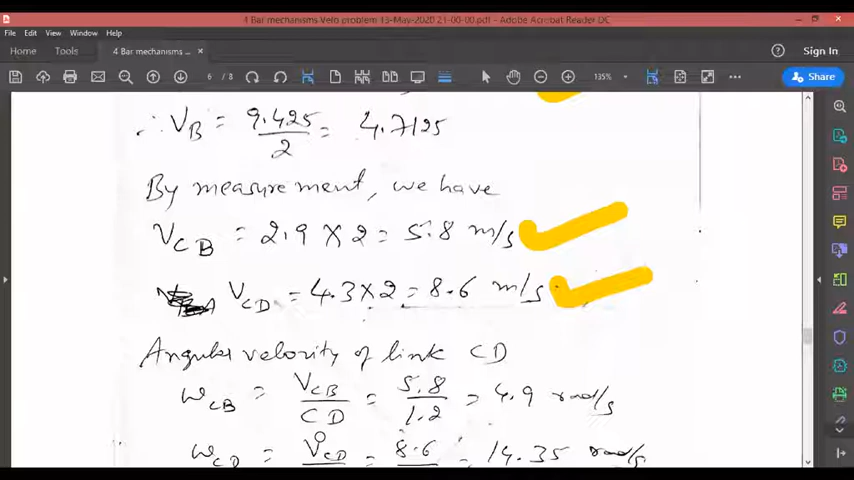 4 Bar mechanisms Velo problem 13-May-2020 21-00-00.pdf - Adobe Acrobat Reader DC
File Edit View Window Help
Home Tools 4 Bar mechanisms ... × Sign In
6 / 8 135% Share
∴ VB = 9.425/2 = 4.7125
By measurement, we have
VCB = 2.9 × 2 = 5.8 m/s
VCD = 4.3 × 2 = 8.6 m/s
Angular velocity of link CD
ωCB = VCB/CD = 5.8/1.2 = 4.9 rad/s
ωCD = VCD = 8.6 = 14.35 rad/s